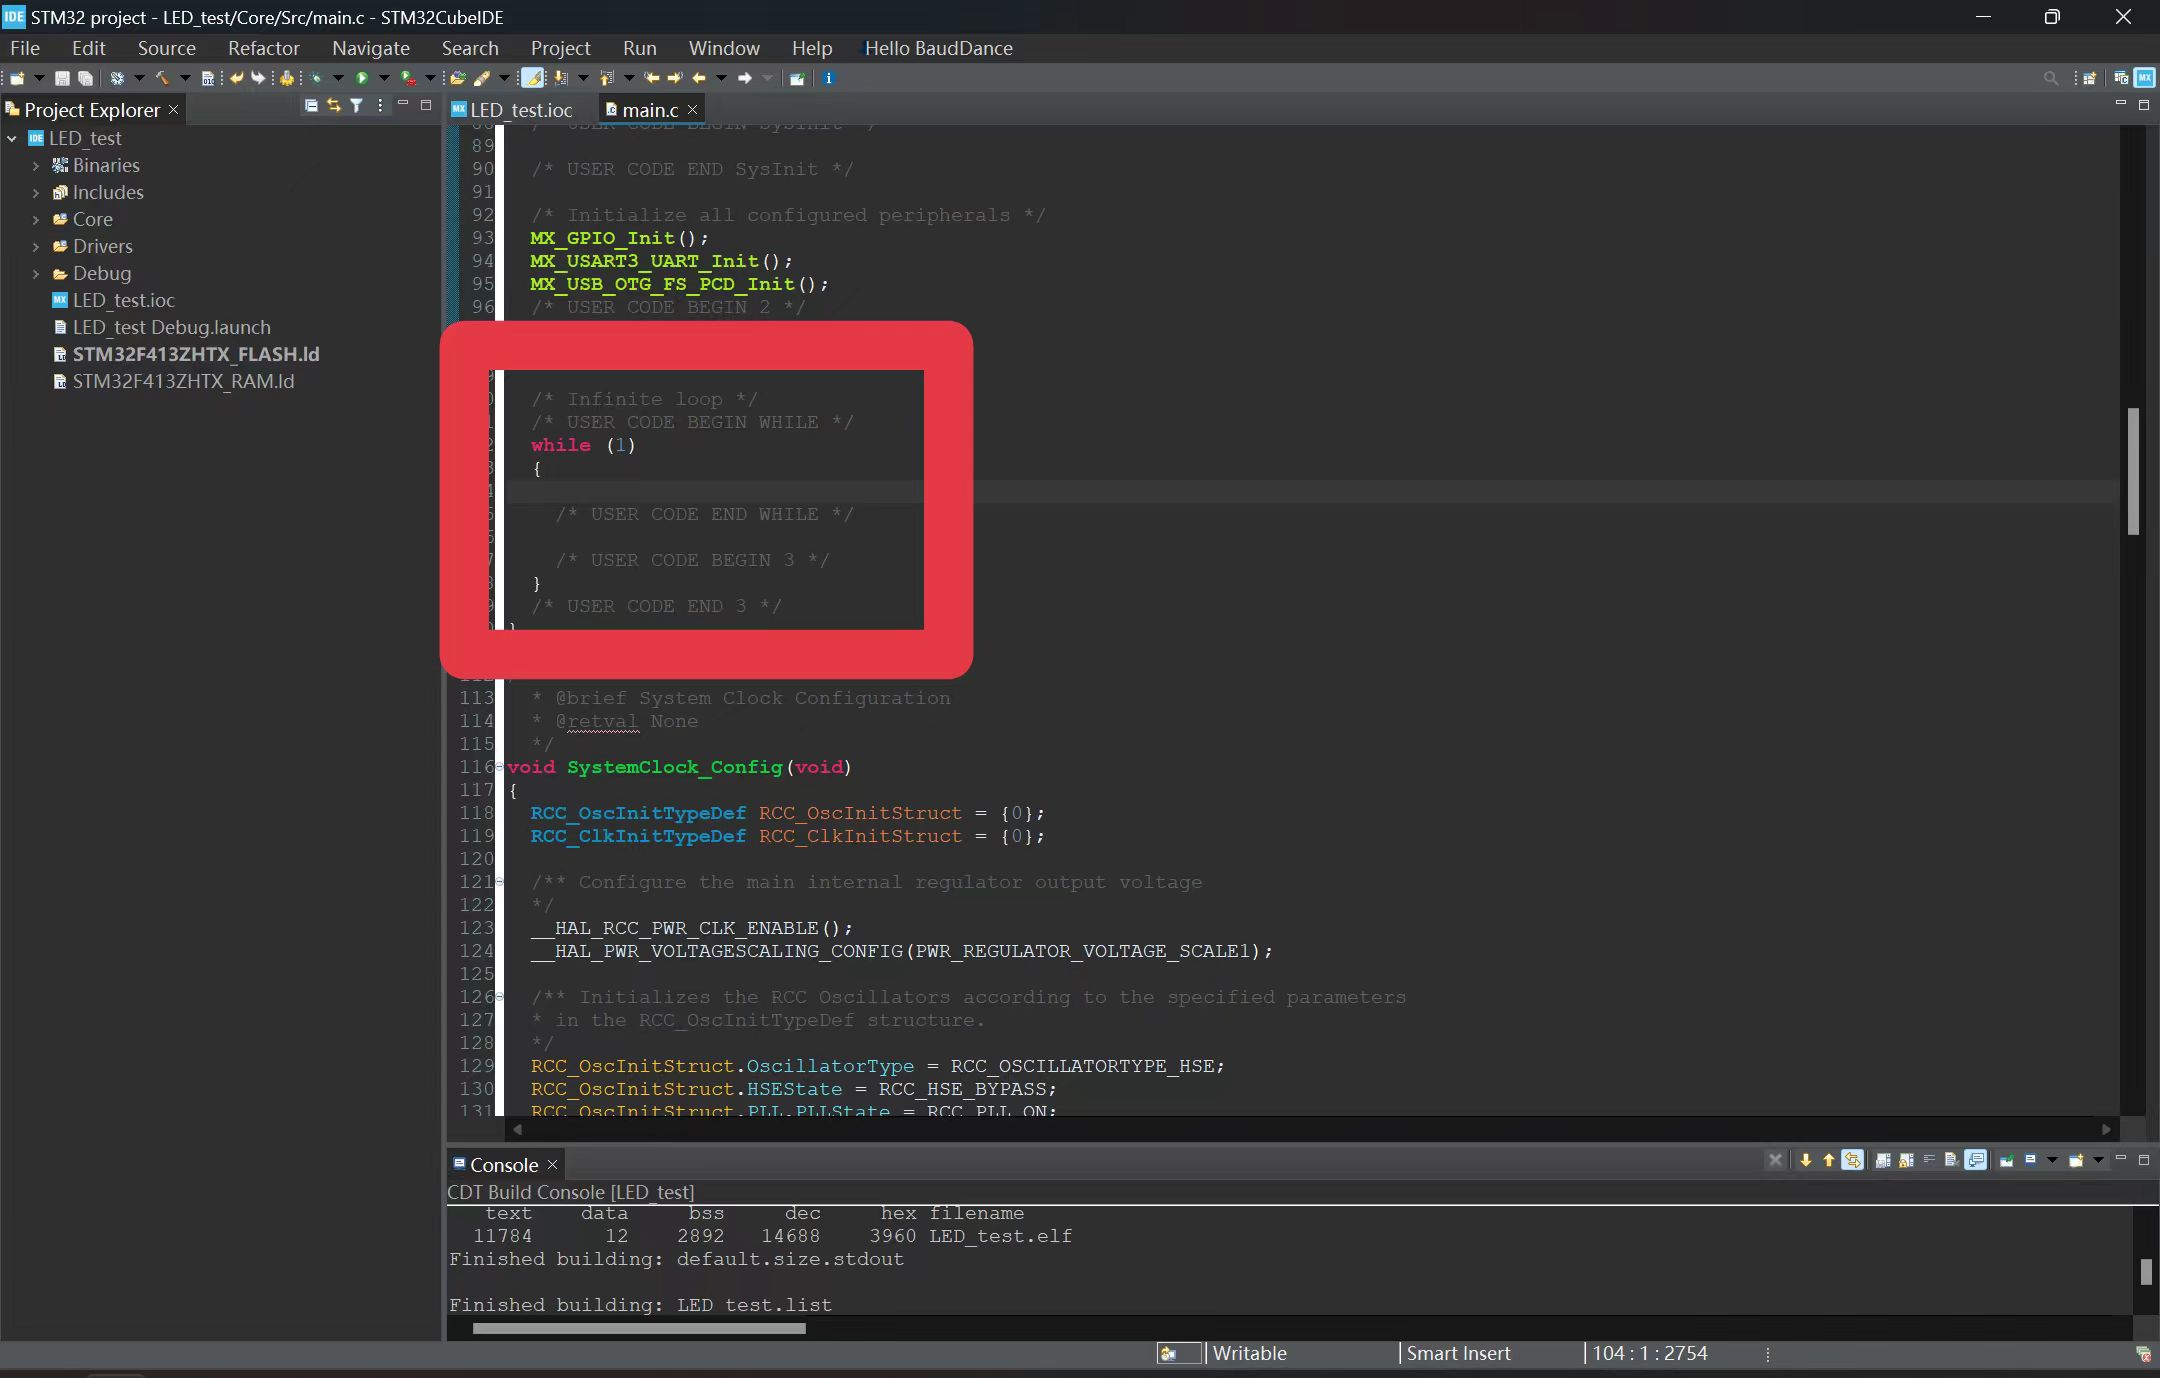 STM32 project - LED_test/Core/Src/main.c - STM32CubeIDE
File Edit Source Refactor Navigate Search Project Run Window Help Hello BaudDance
Project Explorer
LED_test
Binaries
Includes
Core
Drivers
Debug
LED_test.ioc
LED_test Debug.launch
STM32F413ZHTX_FLASH.ld
STM32F413ZHTX_RAM.ld
LED_test.ioc main.c
/* USER CODE BEGIN SysInit */
89
90 /* USER CODE END SysInit */
91
92 /* Initialize all configured peripherals */
93 MX_GPIO_Init();
94 MX_USART3_UART_Init();
95 MX_USB_OTG_FS_PCD_Init();
96 /* USER CODE BEGIN 2 */
/* Infinite loop */
/* USER CODE BEGIN WHILE */
while (1)
{
/* USER CODE END WHILE */
/* USER CODE BEGIN 3 */
}
/* USER CODE END 3 */
}
113 * @brief System Clock Configuration
114 * @retval None
115 */
116 void SystemClock_Config(void)
117 {
118 RCC_OscInitTypeDef RCC_OscInitStruct = {0};
119 RCC_ClkInitTypeDef RCC_ClkInitStruct = {0};
120
121 /** Configure the main internal regulator output voltage
122 */
123 __HAL_RCC_PWR_CLK_ENABLE();
124 __HAL_PWR_VOLTAGESCALING_CONFIG(PWR_REGULATOR_VOLTAGE_SCALE1);
125
126 /** Initializes the RCC Oscillators according to the specified parameters
127 * in the RCC_OscInitTypeDef structure.
128 */
129 RCC_OscInitStruct.OscillatorType = RCC_OSCILLATORTYPE_HSE;
130 RCC_OscInitStruct.HSEState = RCC_HSE_BYPASS;
131 RCC_OscInitStruct.PLL.PLLState = RCC_PLL_ON;
Console
CDT Build Console [LED_test]
text data bss dec hex filename
11784 12 2892 14688 3960 LED_test.elf
Finished building: default.size.stdout
Finished building: LED_test.list
Writable Smart Insert 104 : 1 : 2754